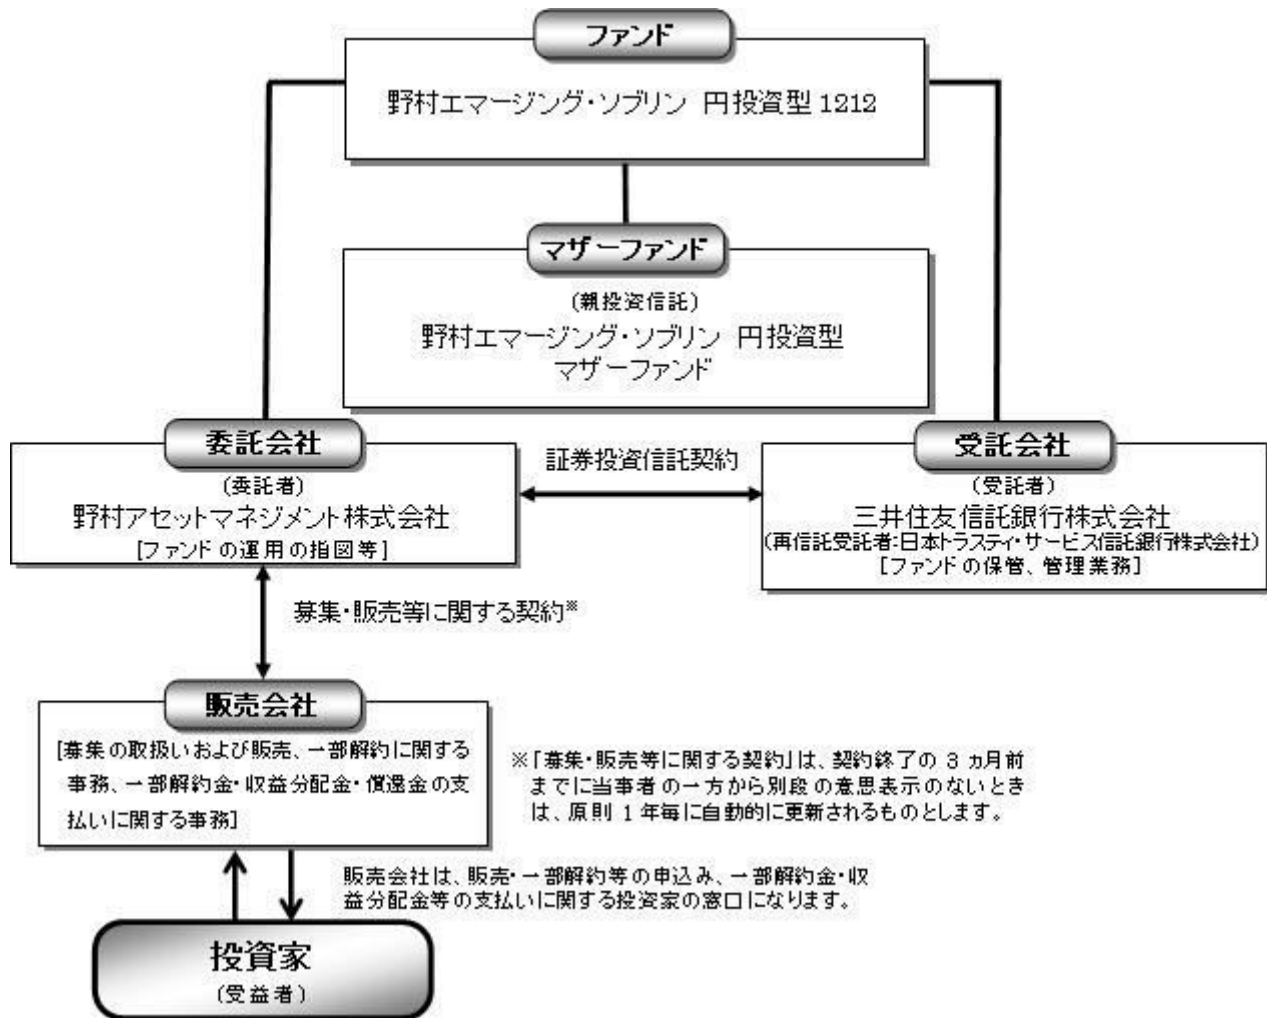 ファンド
野村エマージング・ソブリン 円投資型 1212
マザーファンド
(親投資信託)
野村エマージング・ソブリン 円投資型
マザーファンド
委託会社
(委託者)
野村アセットマネジメント株式会社
[ファンドの運用の指図等]
証券投資信託契約
受託会社
(受託者)
三井住友信託銀行株式会社
(再信託受託者:日本トラスティ・サービス信託銀行株式会社)
[ファンドの保管、管理業務]
募集・販売等に関する契約※
販売会社
[募集の取扱いおよび販売、一部解約に関する
事務、一部解約金・収益分配金・償還金の支
払いに関する事務]
※「募集・販売等に関する契約」は、契約終了の 3 ヵ月前
までに当事者の一方から別段の意思表示のないとき
は、原則 1 年毎に自動的に更新されるものとします。
販売会社は、販売・一部解約等の申込み、一部解約金・収
益分配金等の支払いに関する投資家の窓口になります。
投資家
(受益者)